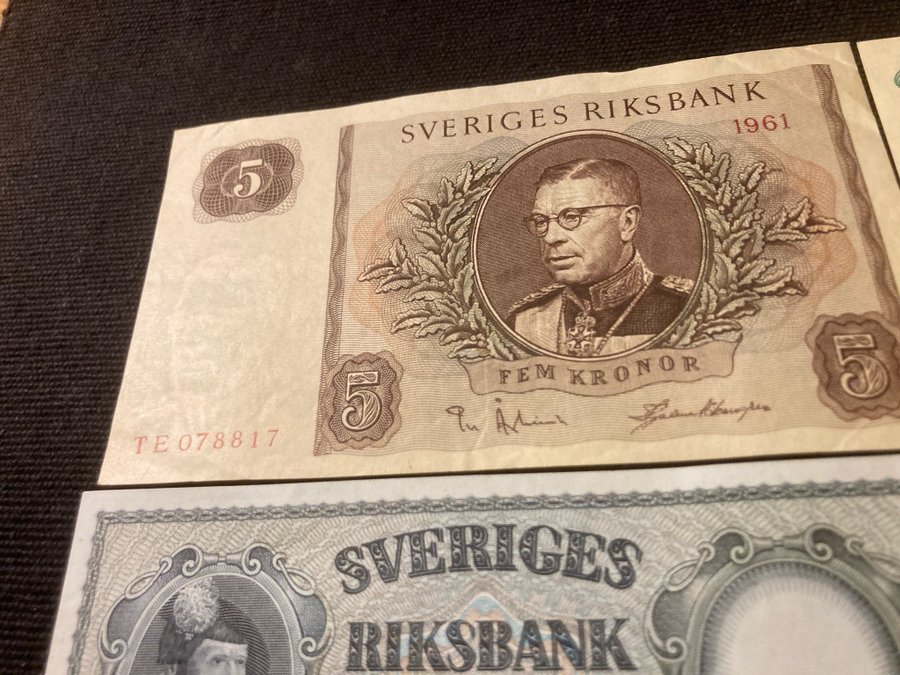 SVERIGES RIKSBANK
1961
5
FEM KRONOR
5
5
TE 078817
SVERIGES
RIKSBANK